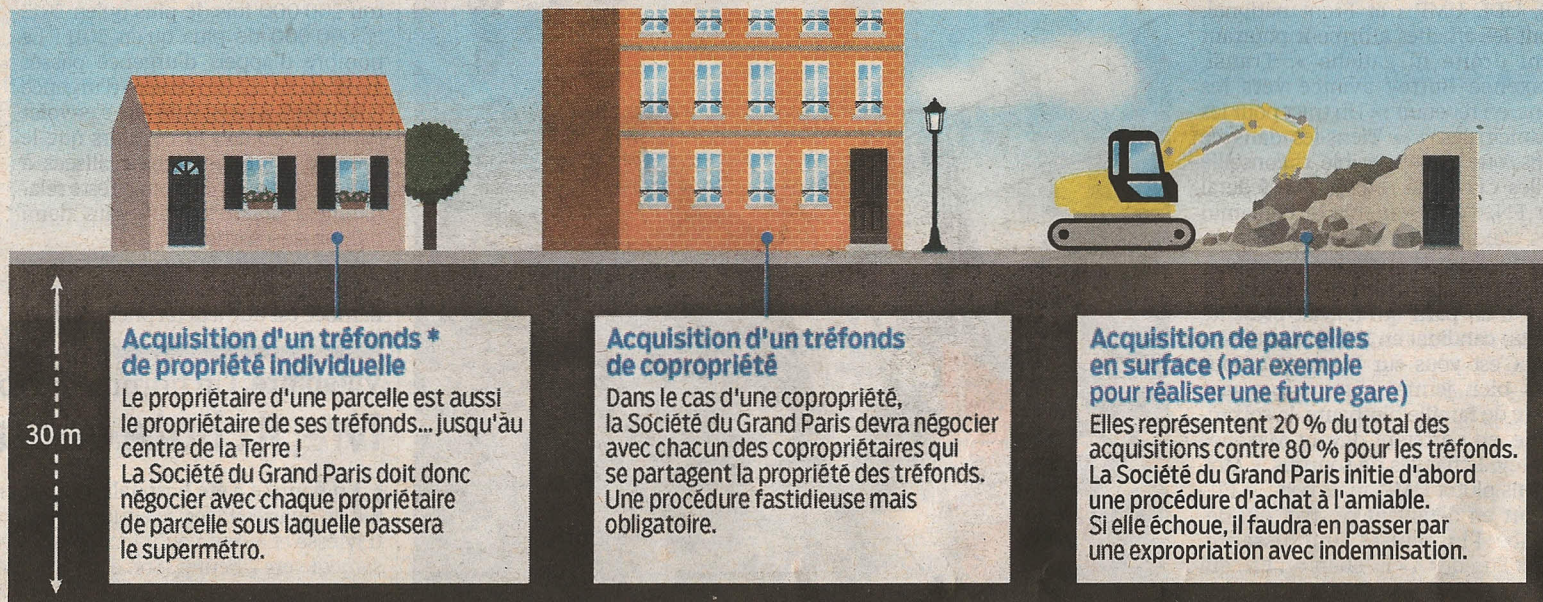 30 m
Acquisition d'un tréfonds *
de propriété individuelle
Le propriétaire d'une parcelle est aussi
le propriétaire de ses tréfonds... jusqu'au
centre de la Terre !
La Société du Grand Paris doit donc
négocier avec chaque propriétaire
de parcelle sous laquelle passera
le supermétro.
Acquisition d'un tréfonds
de copropriété
Dans le cas d'une copropriété,
la Société du Grand Paris devra négocier
avec chacun des copropriétaires qui
se partagent la propriété des tréfonds.
Une procédure fastidieuse mais
obligatoire.
Acquisition de parcelles
en surface (par exemple
pour réaliser une future gare)
Elles représentent 20 % du total des
acquisitions contre 80 % pour les tréfonds.
La Société du Grand Paris initie d'abord
une procédure d'achat à l'amiable.
Si elle échoue, il faudra en passer par
une expropriation avec indemnisation.